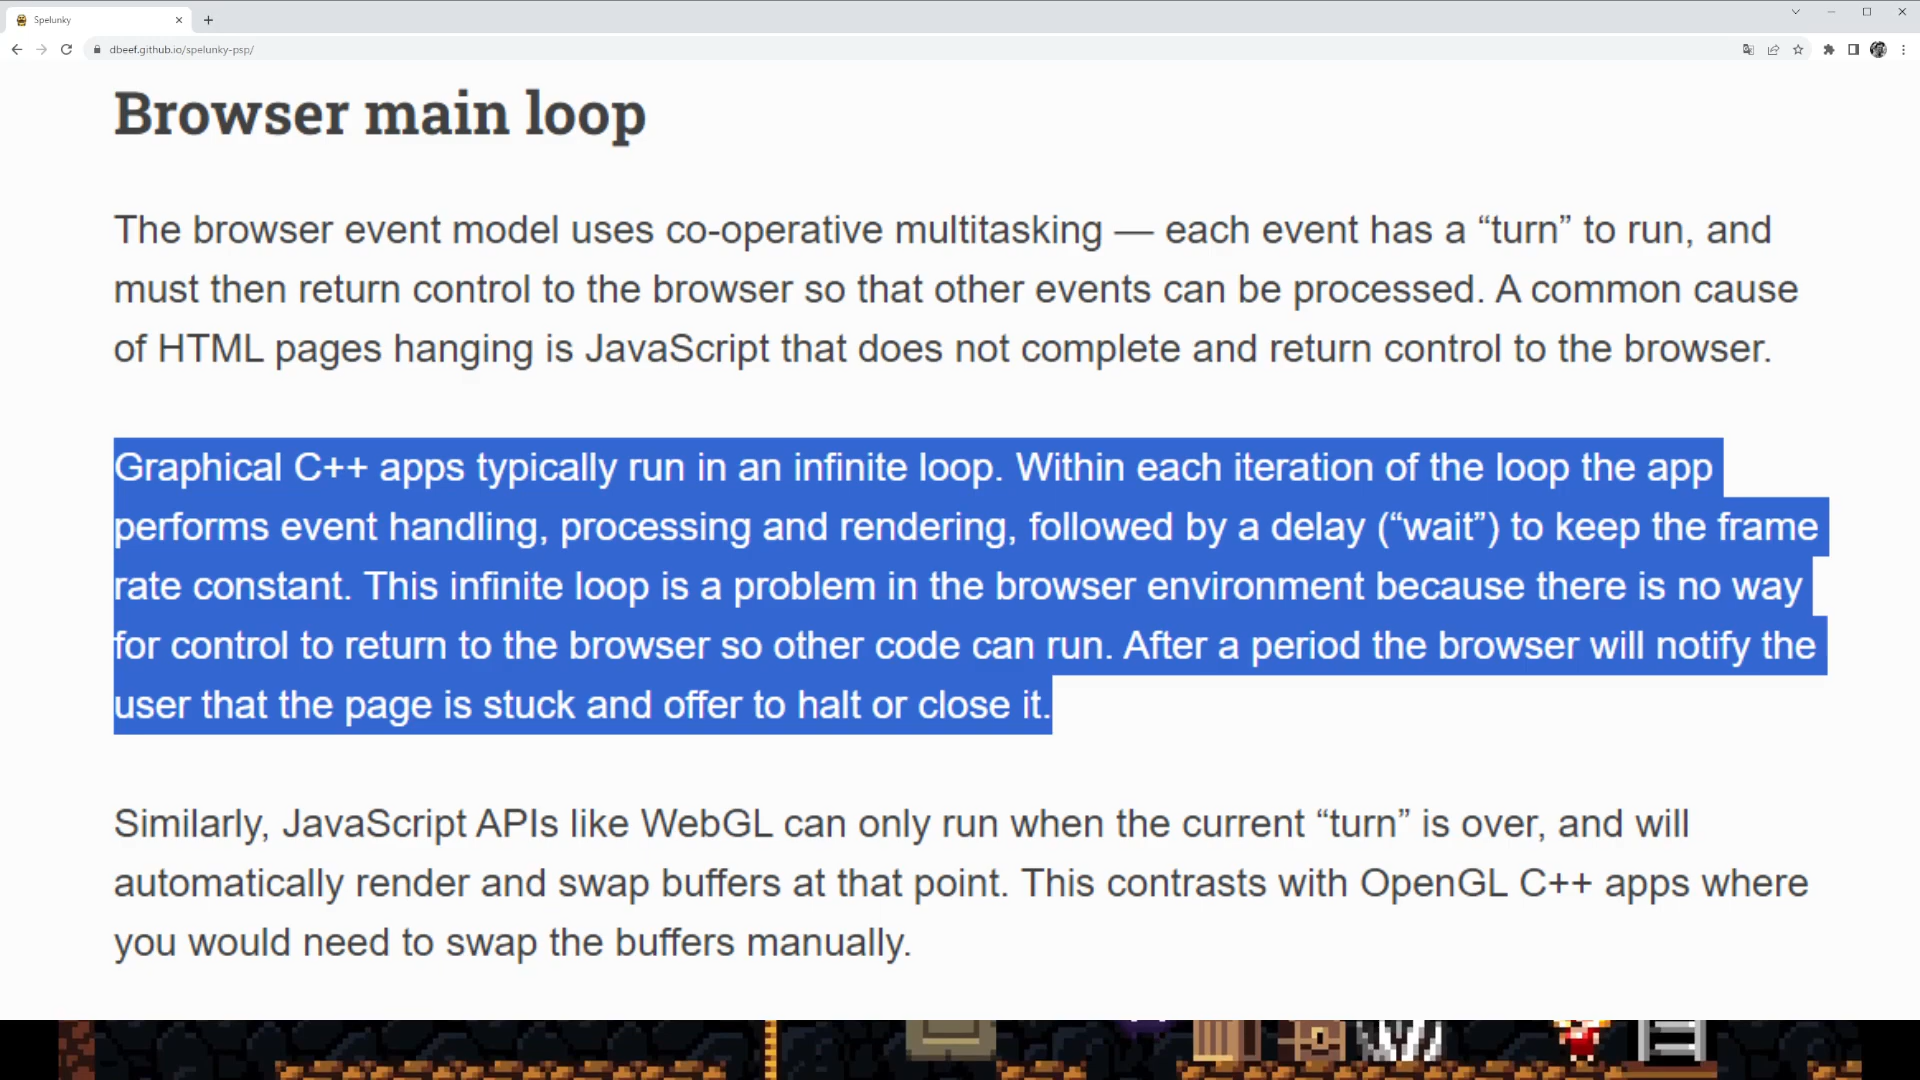 Spelunky
dbeef.github.io/spelunky-psp/
Browser main loop
The browser event model uses co-operative multitasking — each event has a “turn” to run, and
must then return control to the browser so that other events can be processed. A common cause
of HTML pages hanging is JavaScript that does not complete and return control to the browser.
Graphical C++ apps typically run in an infinite loop. Within each iteration of the loop the app
performs event handling, processing and rendering, followed by a delay (“wait”) to keep the frame
rate constant. This infinite loop is a problem in the browser environment because there is no way
for control to return to the browser so other code can run. After a period the browser will notify the
user that the page is stuck and offer to halt or close it.
Similarly, JavaScript APIs like WebGL can only run when the current “turn” is over, and will
automatically render and swap buffers at that point. This contrasts with OpenGL C++ apps where
you would need to swap the buffers manually.